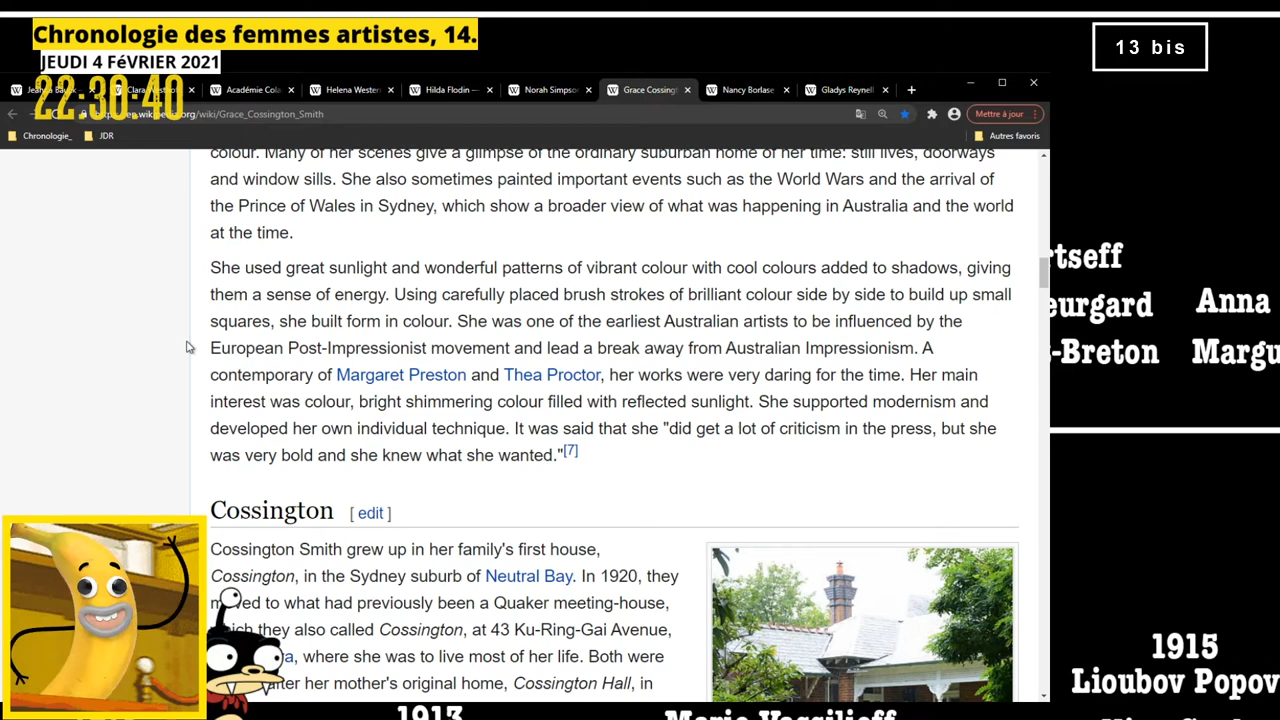 Chronologie des femmes artistes, 14.
JEUDI 4 FéVRIER 2021
22:30:40
13 bis
Académie Cola
Helena Wester
Hilda Flodin —
Norah Simpso
Grace Cossing
Nancy Borlase
Gladys Reynel
.org/wiki/Grace_Cossington_Smith
Mettre à jour
Chronologie_
JDR
Autres favoris
colour. Many of her scenes give a glimpse of the ordinary suburban home of her time: still lives, doorways
and window sills. She also sometimes painted important events such as the World Wars and the arrival of
the Prince of Wales in Sydney, which show a broader view of what was happening in Australia and the world
at the time.
She used great sunlight and wonderful patterns of vibrant colour with cool colours added to shadows, giving
them a sense of energy. Using carefully placed brush strokes of brilliant colour side by side to build up small
squares, she built form in colour. She was one of the earliest Australian artists to be influenced by the
European Post-Impressionist movement and lead a break away from Australian Impressionism. A
contemporary of Margaret Preston and Thea Proctor, her works were very daring for the time. Her main
interest was colour, bright shimmering colour filled with reflected sunlight. She supported modernism and
developed her own individual technique. It was said that she "did get a lot of criticism in the press, but she
was very bold and she knew what she wanted."[7]
Cossington [ edit ]
Cossington Smith grew up in her family's first house,
Cossington, in the Sydney suburb of Neutral Bay. In 1920, they
to what had previously been a Quaker meeting-house,
they also called Cossington, at 43 Ku-Ring-Gai Avenue,
a, where she was to live most of her life. Both were
her mother's original home, Cossington Hall, in
rtseff
eurgard
Anna
-Breton
Margu
1915
Lioubov Popov
1913
Marie Vassilieff